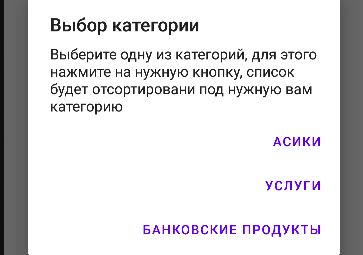 Выбор категории
Выберите одну из категорий, для этого
нажмите на нужную кнопку, список
будет отсортировани под нужную вам
категорию
АСИКИ
УСЛУГИ
БАНКОВСКИЕ ПРОДУКТЫ